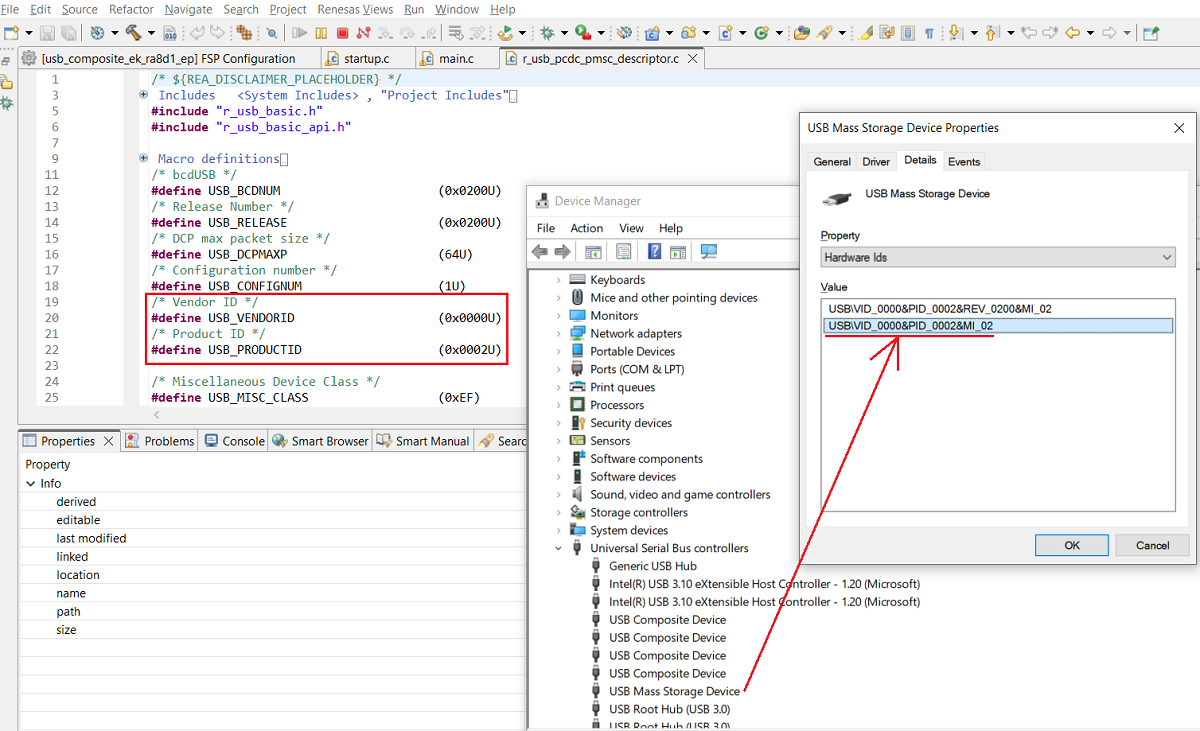 File Edit Source Refactor Navigate Search Project Renesas Views Run Window Help
[usb_composite_ek_ra8d1_ep] FSP Configuration
startup.c
main.c
r_usb_pcdc_pmsc_descriptor.c
1 /* ${REA_DISCLAIMER_PLACEHOLDER} */
3 Includes <System Includes> , "Project Includes"
5 #include "r_usb_basic.h"
6 #include "r_usb_basic_api.h"
7
9 Macro definitions
11 /* bcdUSB */
12 #define USB_BCDNUM (0x0200U)
13 /* Release Number */
14 #define USB_RELEASE (0x0200U)
15 /* DCP max packet size */
16 #define USB_DCPMAXP (64U)
17 /* Configuration number */
18 #define USB_CONFIGNUM (1U)
19 /* Vendor ID */
20 #define USB_VENDORID (0x0000U)
21 /* Product ID */
22 #define USB_PRODUCTID (0x0002U)
23
24 /* Miscellaneous Device Class */
25 #define USB_MISC_CLASS (0xEF)
Properties Problems Console Smart Browser Smart Manual Searc
Property
Info
derived
editable
last modified
linked
location
name
path
size
Device Manager
File Action View Help
Keyboards
Mice and other pointing devices
Monitors
Network adapters
Portable Devices
Ports (COM & LPT)
Print queues
Processors
Security devices
Sensors
Software components
Software devices
Sound, video and game controllers
Storage controllers
System devices
Universal Serial Bus controllers
Generic USB Hub
Intel(R) USB 3.10 eXtensible Host Controller - 1.20 (Microsoft)
Intel(R) USB 3.10 eXtensible Host Controller - 1.20 (Microsoft)
USB Composite Device
USB Composite Device
USB Composite Device
USB Composite Device
USB Mass Storage Device
USB Root Hub (USB 3.0)
USB Root Hub (USB 3.0)
USB Mass Storage Device Properties
General Driver Details Events
USB Mass Storage Device
Property
Hardware Ids
Value
USB\VID_0000&PID_0002&REV_0200&MI_02
USB\VID_0000&PID_0002&MI_02
OK Cancel